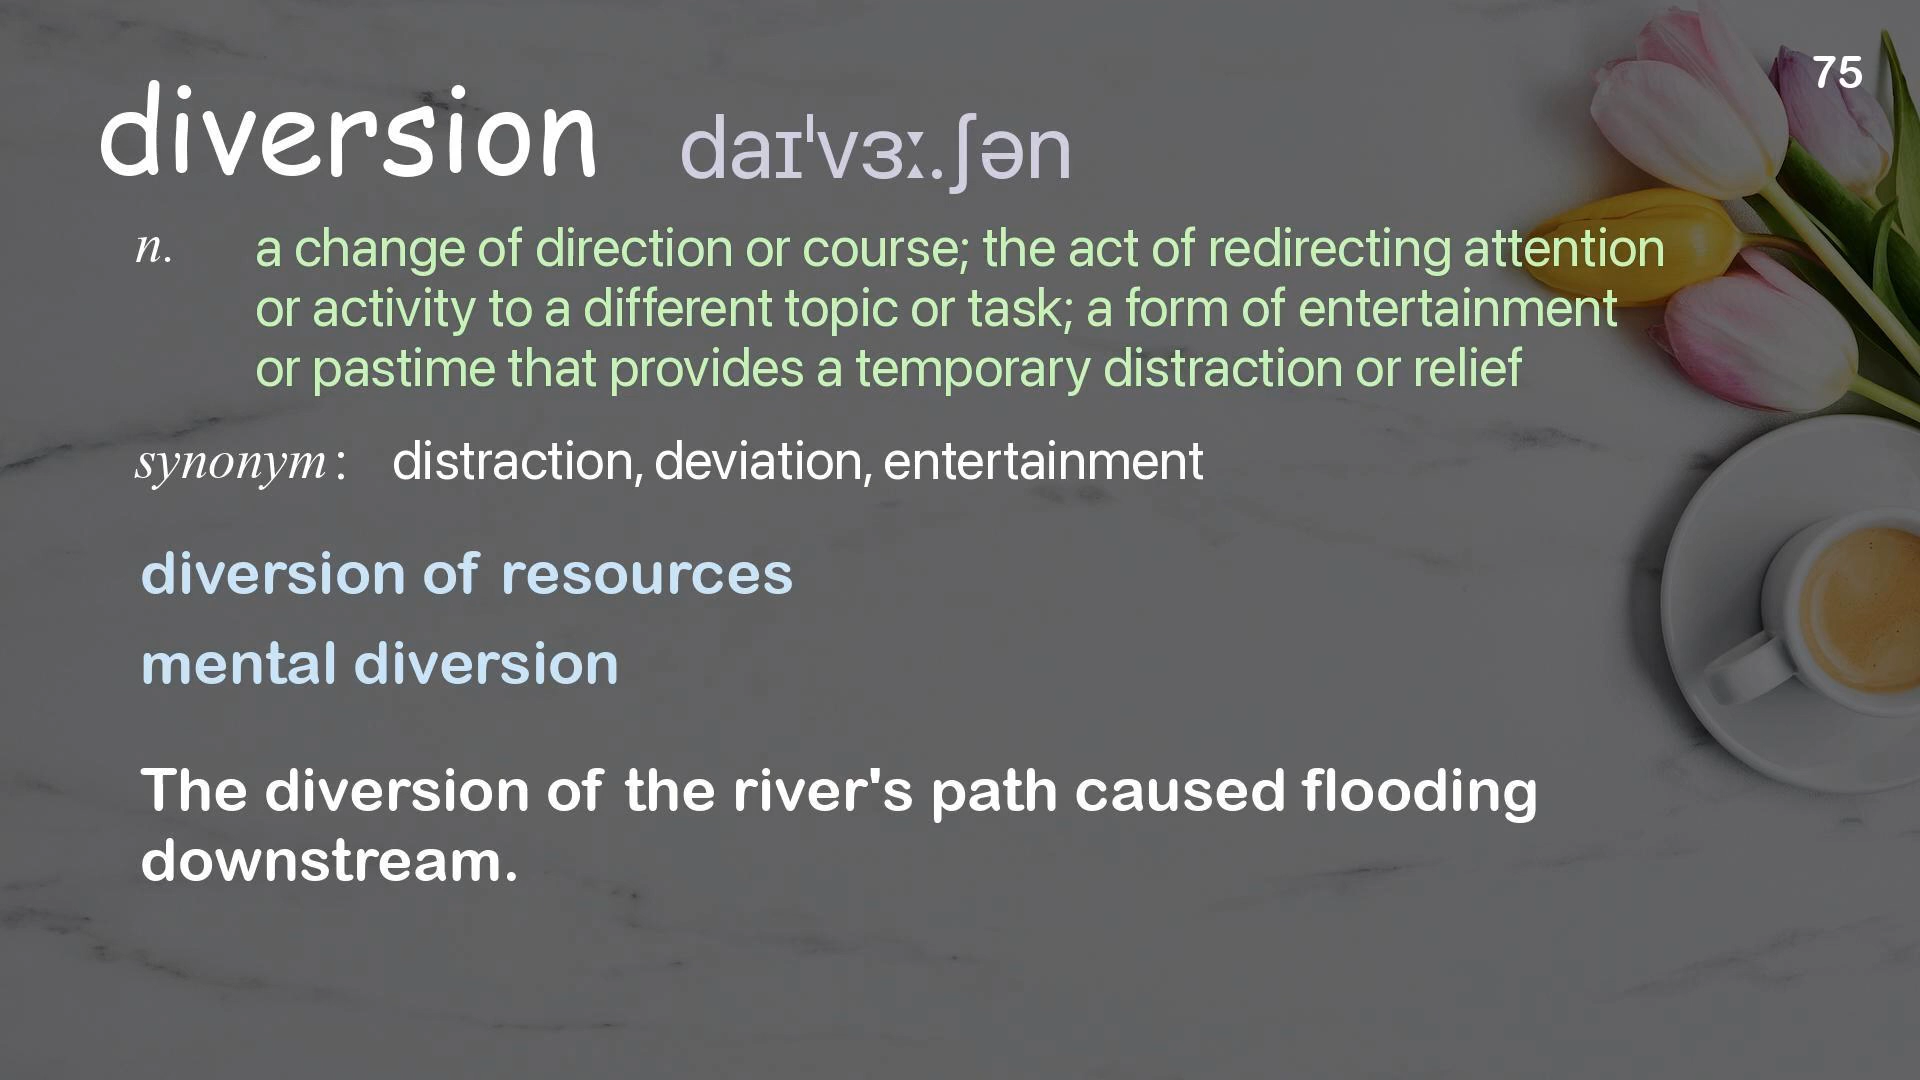 75
diversion daɪˈvɜː.ʃən
n. a change of direction or course; the act of redirecting attention
or activity to a different topic or task; a form of entertainment
or pastime that provides a temporary distraction or relief
synonym: distraction, deviation, entertainment
diversion of resources
mental diversion
The diversion of the river's path caused flooding
downstream.